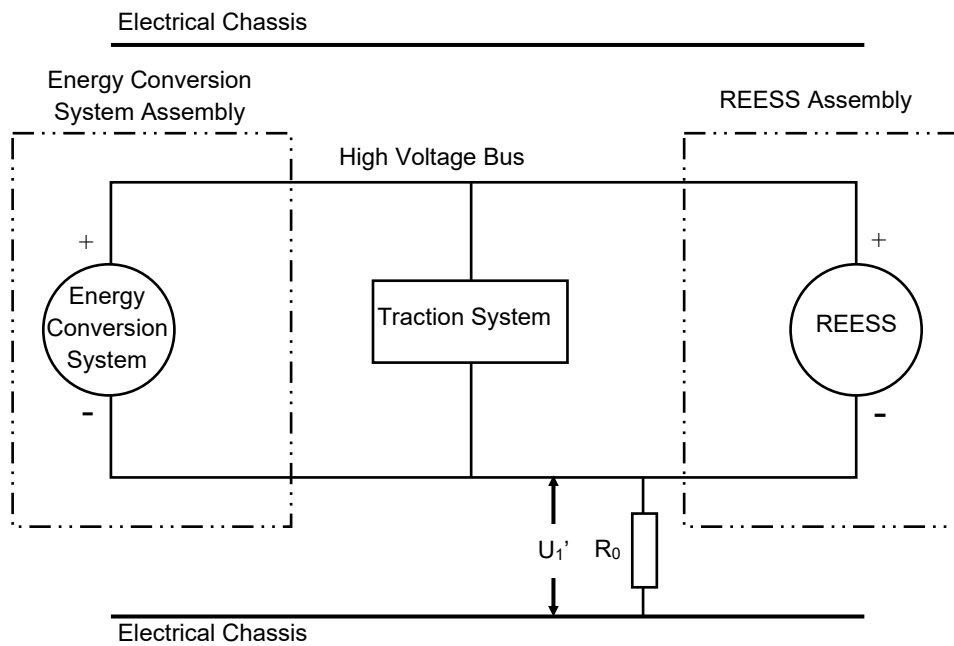 Electrical Chassis
Energy Conversion
System Assembly
REESS Assembly
High Voltage Bus
+
+
Energy
Conversion
System
Traction System
REESS
-
-
U₁’
R₀
Electrical Chassis